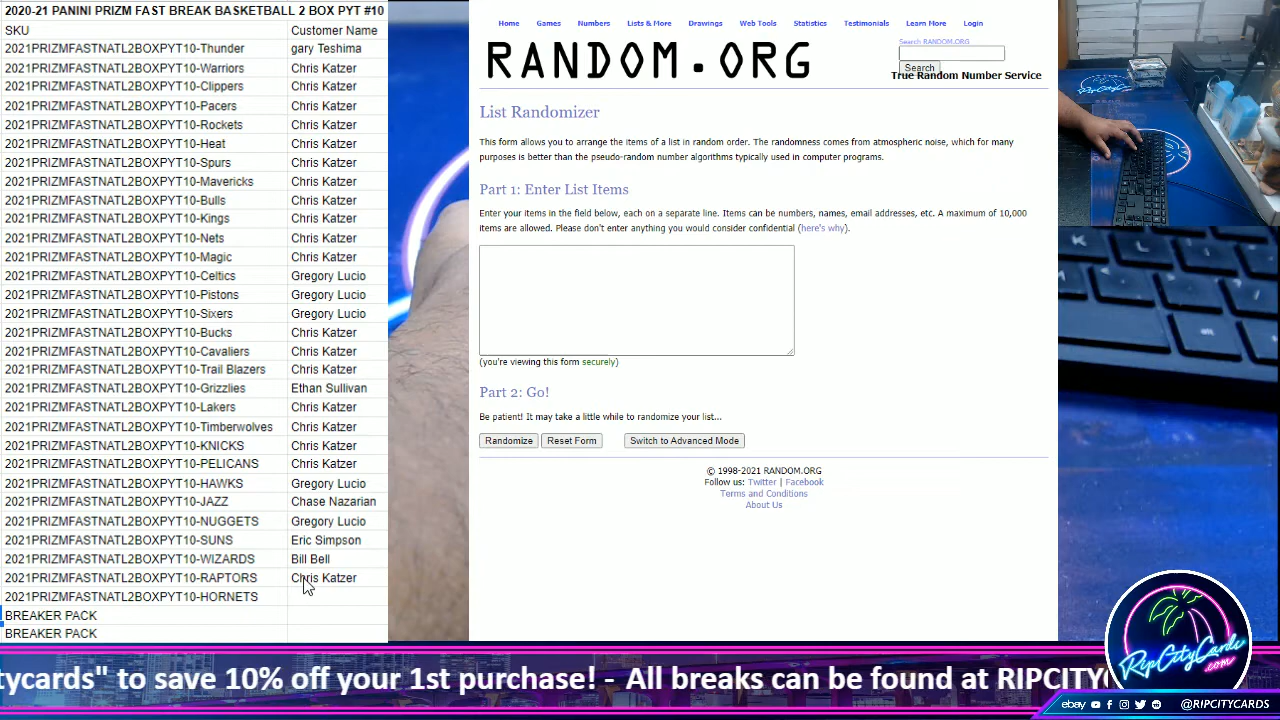 2020-21 PANINI PRIZM FAST BREAK BASKETBALL 2 BOX PYT #10
SKU Customer Name
2021PRIZMFASTNATL2BOXPYT10-Thunder gary Teshima
2021PRIZMFASTNATL2BOXPYT10-Warriors Chris Katzer
2021PRIZMFASTNATL2BOXPYT10-Clippers Chris Katzer
2021PRIZMFASTNATL2BOXPYT10-Pacers Chris Katzer
2021PRIZMFASTNATL2BOXPYT10-Rockets Chris Katzer
2021PRIZMFASTNATL2BOXPYT10-Heat Chris Katzer
2021PRIZMFASTNATL2BOXPYT10-Spurs Chris Katzer
2021PRIZMFASTNATL2BOXPYT10-Mavericks Chris Katzer
2021PRIZMFASTNATL2BOXPYT10-Bulls Chris Katzer
2021PRIZMFASTNATL2BOXPYT10-Kings Chris Katzer
2021PRIZMFASTNATL2BOXPYT10-Nets Chris Katzer
2021PRIZMFASTNATL2BOXPYT10-Magic Chris Katzer
2021PRIZMFASTNATL2BOXPYT10-Celtics Gregory Lucio
2021PRIZMFASTNATL2BOXPYT10-Pistons Gregory Lucio
2021PRIZMFASTNATL2BOXPYT10-Sixers Gregory Lucio
2021PRIZMFASTNATL2BOXPYT10-Bucks Chris Katzer
2021PRIZMFASTNATL2BOXPYT10-Cavaliers Chris Katzer
2021PRIZMFASTNATL2BOXPYT10-Trail Blazers Chris Katzer
2021PRIZMFASTNATL2BOXPYT10-Grizzlies Ethan Sullivan
2021PRIZMFASTNATL2BOXPYT10-Lakers Chris Katzer
2021PRIZMFASTNATL2BOXPYT10-Timberwolves Chris Katzer
2021PRIZMFASTNATL2BOXPYT10-KNICKS Chris Katzer
2021PRIZMFASTNATL2BOXPYT10-PELICANS Chris Katzer
2021PRIZMFASTNATL2BOXPYT10-HAWKS Gregory Lucio
2021PRIZMFASTNATL2BOXPYT10-JAZZ Chase Nazarian
2021PRIZMFASTNATL2BOXPYT10-NUGGETS Gregory Lucio
2021PRIZMFASTNATL2BOXPYT10-SUNS Eric Simpson
2021PRIZMFASTNATL2BOXPYT10-WIZARDS Bill Bell
2021PRIZMFASTNATL2BOXPYT10-RAPTORS Chris Katzer
2021PRIZMFASTNATL2BOXPYT10-HORNETS
BREAKER PACK
BREAKER PACK
Home Games Numbers Lists & More Drawings Web Tools Statistics Testimonials Learn More Login
RANDOM.ORG
Search RANDOM.ORG
Search
True Random Number Service
List Randomizer
This form allows you to arrange the items of a list in random order. The randomness comes from atmospheric noise, which for many
purposes is better than the pseudo-random number algorithms typically used in computer programs.
Part 1: Enter List Items
Enter your items in the field below, each on a separate line. Items can be numbers, names, email addresses, etc. A maximum of 10,000
items are allowed. Please don't enter anything you would consider confidential (here's why).
(you're viewing this form securely)
Part 2: Go!
Be patient! It may take a little while to randomize your list...
Randomize Reset Form Switch to Advanced Mode
© 1998-2021 RANDOM.ORG
Follow us: Twitter | Facebook
Terms and Conditions
About Us
tycards" to save 10% off your 1st purchase! - All breaks can be found at RIPCITY
RipCityCards
.com
ebay @RIPCITYCARDS